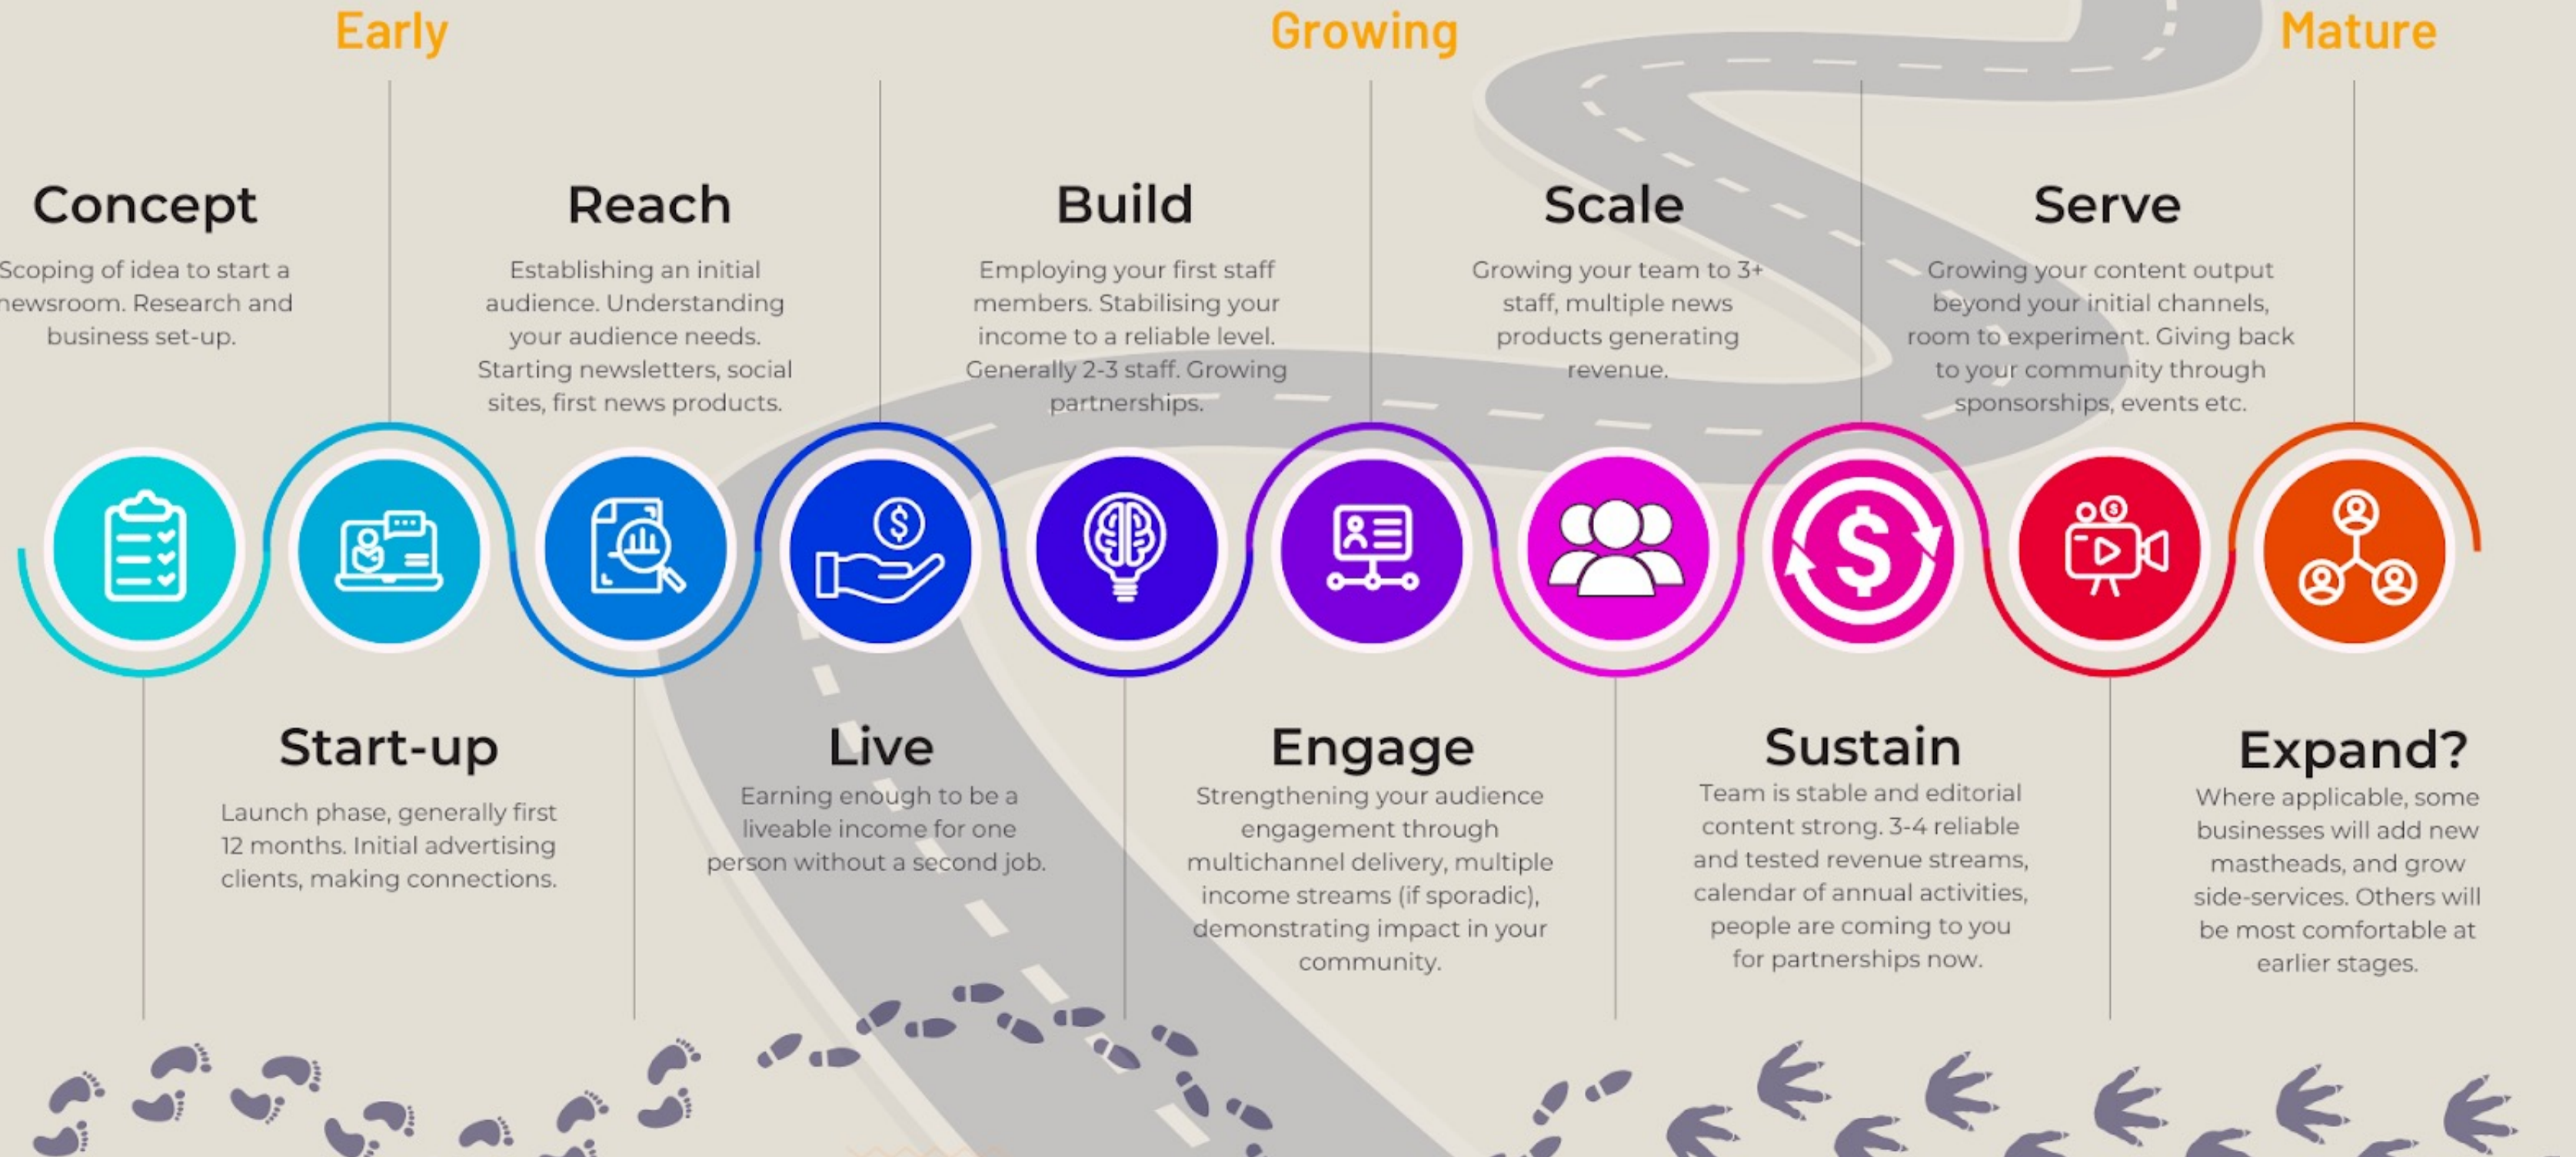 Early
Growing
Mature
Concept
Scoping of idea to start a
newsroom. Research and
business set-up.
Reach
Establishing an initial
audience. Understanding
your audience needs.
Starting newsletters, social
sites, first news products.
Build
Employing your first staff
members. Stabilising your
income to a reliable level.
Generally 2-3 staff. Growing
partnerships.
Scale
Growing your team to 3+
staff, multiple news
products generating
revenue.
Serve
Growing your content output
beyond your initial channels,
room to experiment. Giving back
to your community through
sponsorships, events etc.
$
$
$
Start-up
Launch phase, generally first
12 months. Initial advertising
clients, making connections.
Live
Earning enough to be a
liveable income for one
person without a second job.
Engage
Strengthening your audience
engagement through
multichannel delivery, multiple
income streams (if sporadic),
demonstrating impact in your
community.
Sustain
Team is stable and editorial
content strong. 3-4 reliable
and tested revenue streams,
calendar of annual activities,
people are coming to you
for partnerships now.
Expand?
Where applicable, some
businesses will add new
mastheads, and grow
side-services. Others will
be most comfortable at
earlier stages.